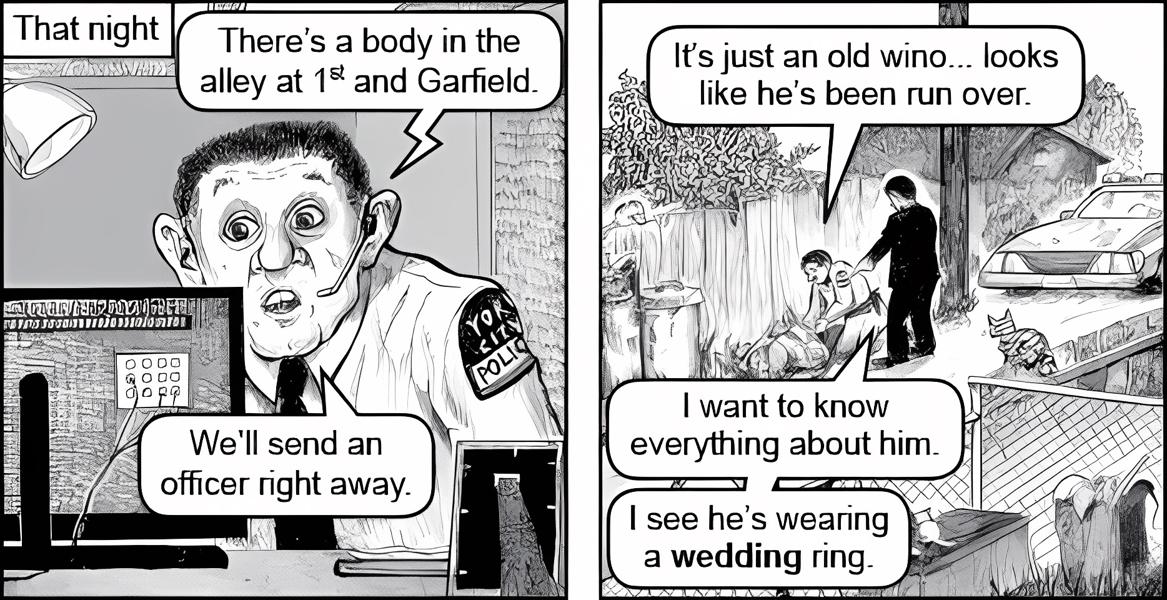 That night
There's a body in the
alley at 1st and Garfield.
YORK
CITY
POLIC
We'll send an
officer right away.
It's just an old wino... looks
like he's been run over.
I want to know
everything about him.
I see he's wearing
a wedding ring.